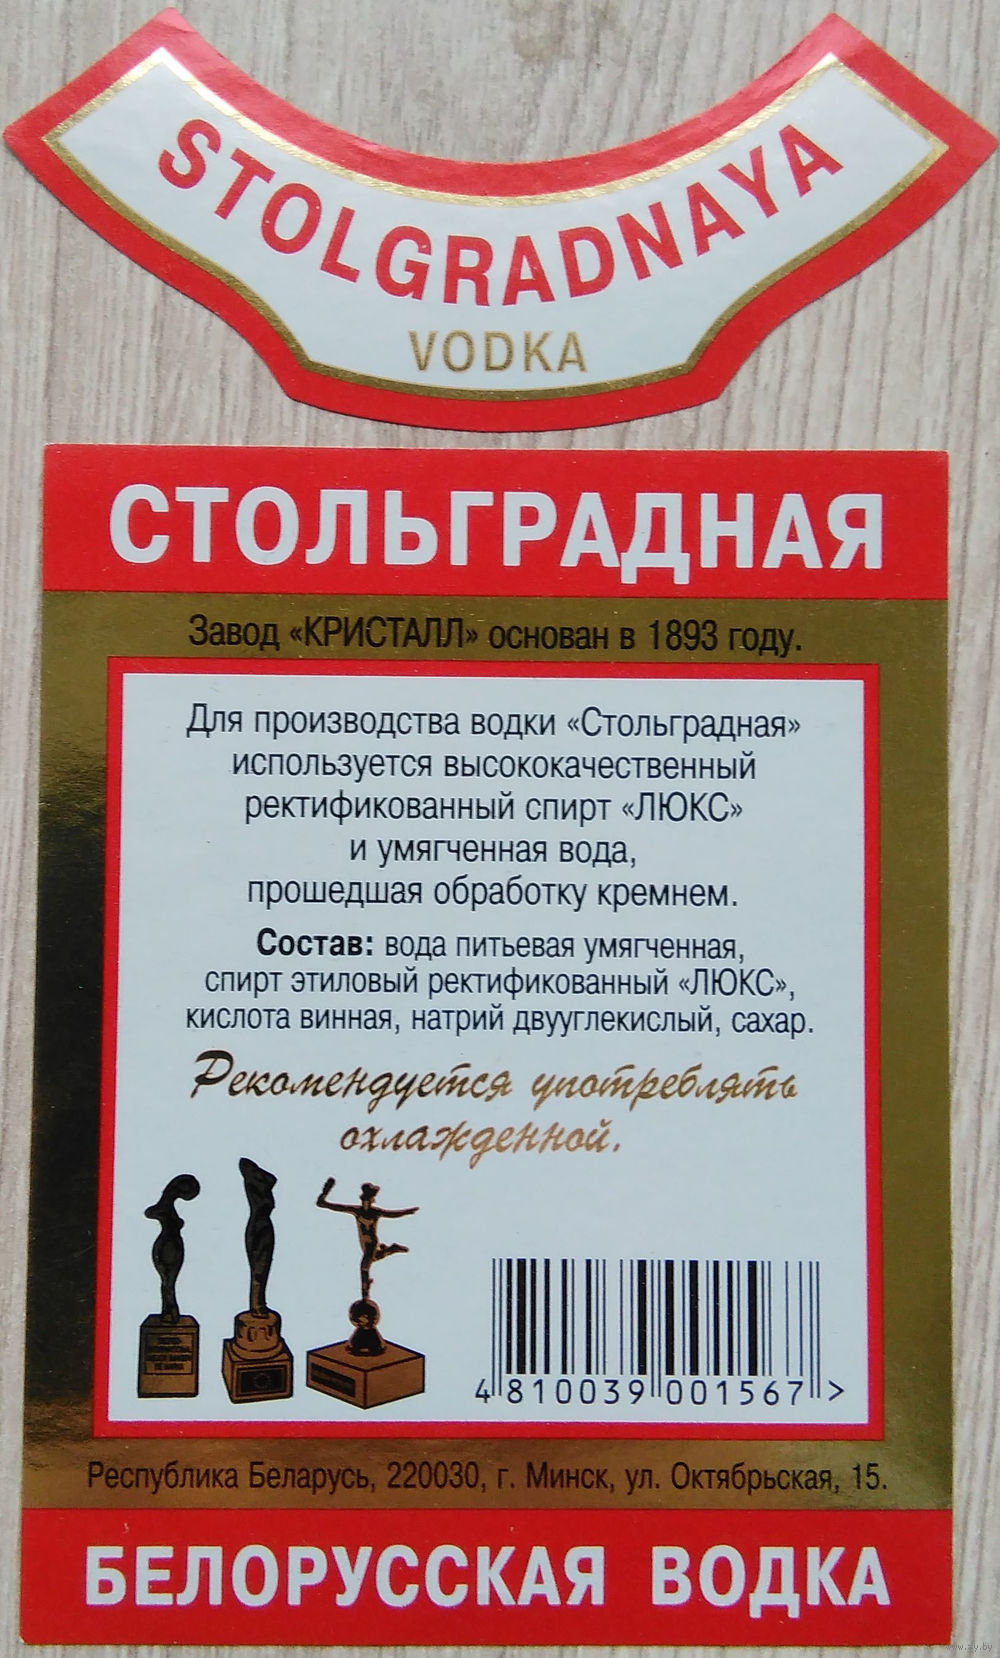 STOLGRADNAYA
VODKA
СТОЛЬГРАДНАЯ
Завод «КРИСТАЛЛ» основан в 1893 году.
Для производства водки «Стольградная»
используется высококачественный
ректификованный спирт «ЛЮКС»
и умягченная вода,
прошедшая обработку кремнем.
Состав: вода питьевая умягченная,
спирт этиловый ректификованный «ЛЮКС»,
кислота винная, натрий двууглекислый, сахар.
Рекомендуется употреблять
охлажденной.
4 810039 001567 >
Республика Беларусь, 220030, г. Минск, ул. Октябрьская, 15.
БЕЛОРУССКАЯ ВОДКА